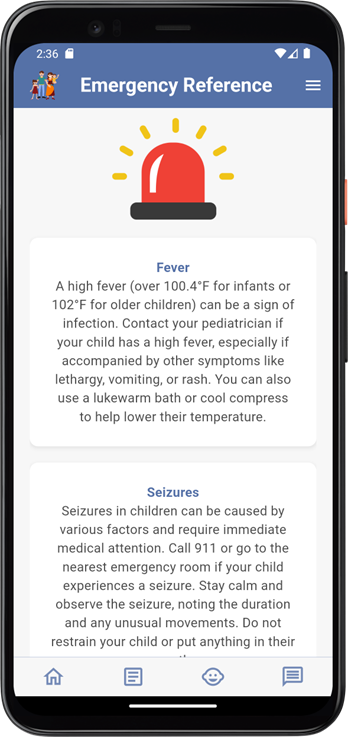 2:36
Emergency Reference
Fever
A high fever (over 100.4°F for infants or
102°F for older children) can be a sign of
infection. Contact your pediatrician if
your child has a high fever, especially if
accompanied by other symptoms like
lethargy, vomiting, or rash. You can also
use a lukewarm bath or cool compress
to help lower their temperature.
Seizures
Seizures in children can be caused by
various factors and require immediate
medical attention. Call 911 or go to the
nearest emergency room if your child
experiences a seizure. Stay calm and
observe the seizure, noting the duration
and any unusual movements. Do not
restrain your child or put anything in their